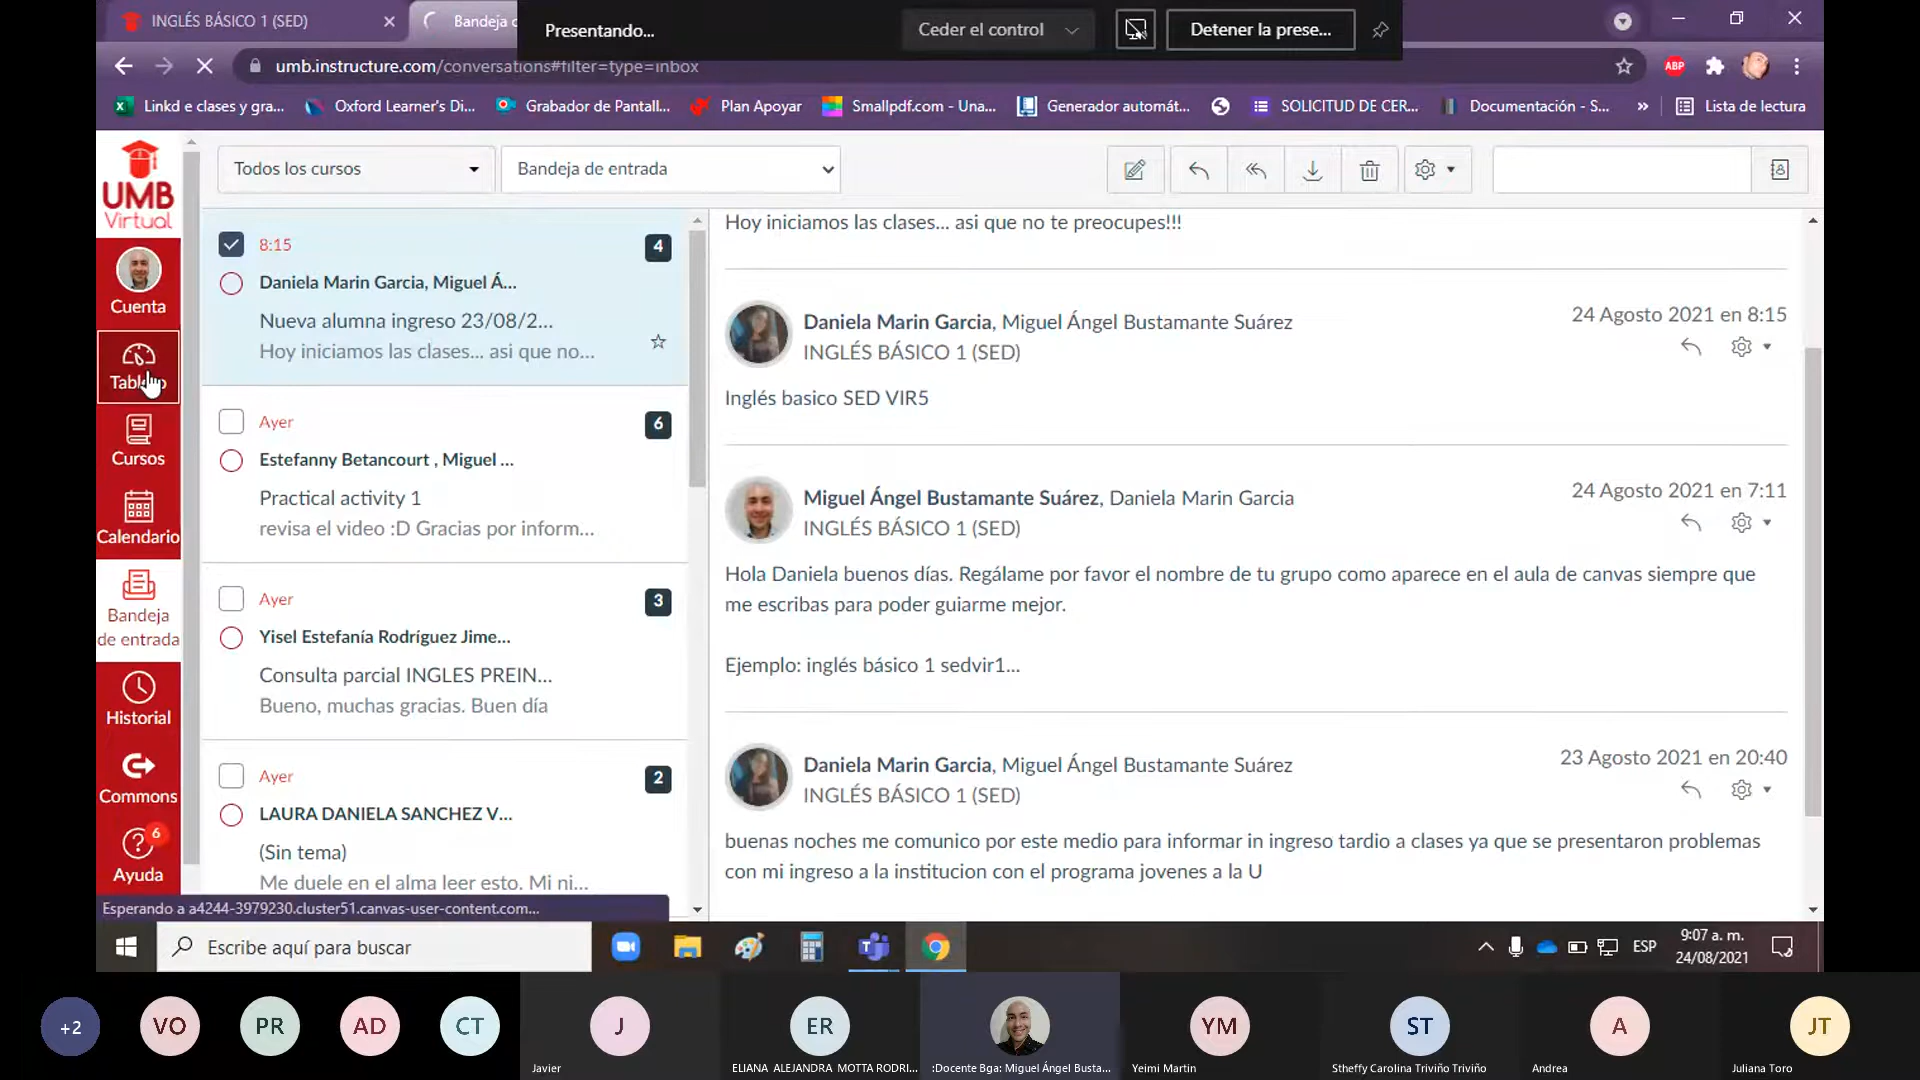 INGLÉS BÁSICO 1 (SED)
Bandeja
Presentando...
Ceder el control
Detener la prese...
umb.instructure.com/conversations#filter=type=inbox
ABP
Linkd e clases y gra...
Oxford Learner's Di...
Grabador de Pantall...
Plan Apoyar
Smallpdf.com - Una...
Generador automát...
SOLICITUD DE CER...
Documentación - S...
»
Lista de lectura
UMB
Virtual
Cuenta
Tablero
Cursos
Calendario
Bandeja
de entrada
Historial
Commons
6
Ayuda
Todos los cursos
Bandeja de entrada
8:15
4
Daniela Marin Garcia, Miguel Á...
Nueva alumna ingreso 23/08/2...
Hoy iniciamos las clases... asi que no...
Ayer
6
Estefanny Betancourt , Miguel ...
Practical activity 1
revisa el video :D Gracias por inform...
Ayer
3
Yisel Estefanía Rodríguez Jime...
Consulta parcial INGLES PREIN...
Bueno, muchas gracias. Buen día
Ayer
2
LAURA DANIELA SANCHEZ V...
(Sin tema)
Me duele en el alma leer esto. Mi ni...
Esperando a a4244-3979230.cluster51.canvas-user-content.com...
Hoy iniciamos las clases... asi que no te preocupes!!!
Daniela Marin Garcia, Miguel Ángel Bustamante Suárez
24 Agosto 2021 en 8:15
INGLÉS BÁSICO 1 (SED)
Inglés basico SED VIR5
Miguel Ángel Bustamante Suárez, Daniela Marin Garcia
24 Agosto 2021 en 7:11
INGLÉS BÁSICO 1 (SED)
Hola Daniela buenos días. Regálame por favor el nombre de tu grupo como aparece en el aula de canvas siempre que
me escribas para poder guiarme mejor.
Ejemplo: inglés básico 1 sedvir1...
Daniela Marin Garcia, Miguel Ángel Bustamante Suárez
23 Agosto 2021 en 20:40
INGLÉS BÁSICO 1 (SED)
buenas noches me comunico por este medio para informar in ingreso tardio a clases ya que se presentaron problemas
con mi ingreso a la institucion con el programa jovenes a la U
Escribe aquí para buscar
ESP
9:07 a. m.
24/08/2021
+2
VO
PR
AD
CT
J
Javier
ER
ELIANA ALEJANDRA MOTTA RODRI...
:Docente Bga: Miguel Ángel Busta...
YM
Yeimi Martin
ST
Stheffy Carolina Triviño Triviño
A
Andrea
JT
Juliana Toro